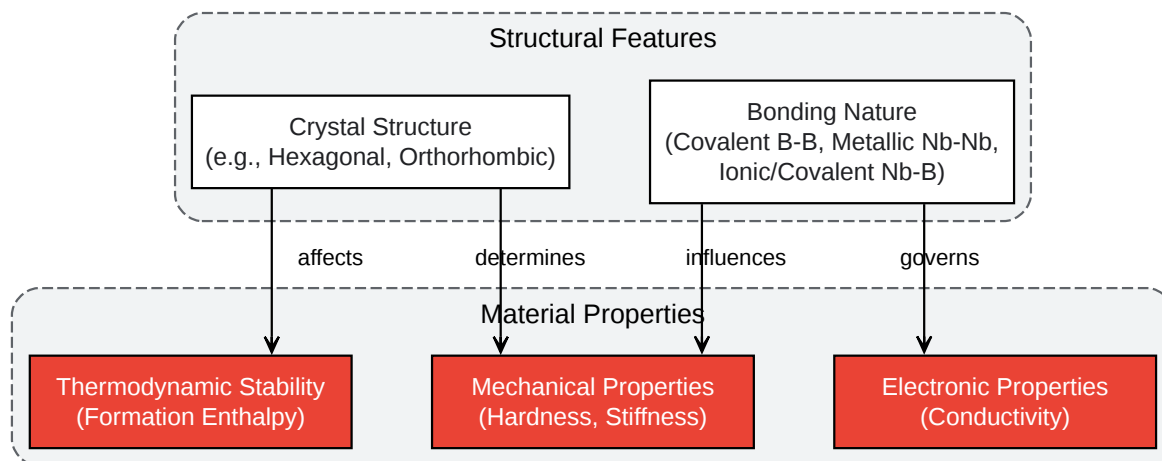 Structural Features
Crystal Structure
(e.g., Hexagonal, Orthorhombic)
Bonding Nature
(Covalent B-B, Metallic Nb-Nb,
Ionic/Covalent Nb-B)
affects
determines
influences
governs
Material Properties
Thermodynamic Stability
(Formation Enthalpy)
Mechanical Properties
(Hardness, Stiffness)
Electronic Properties
(Conductivity)